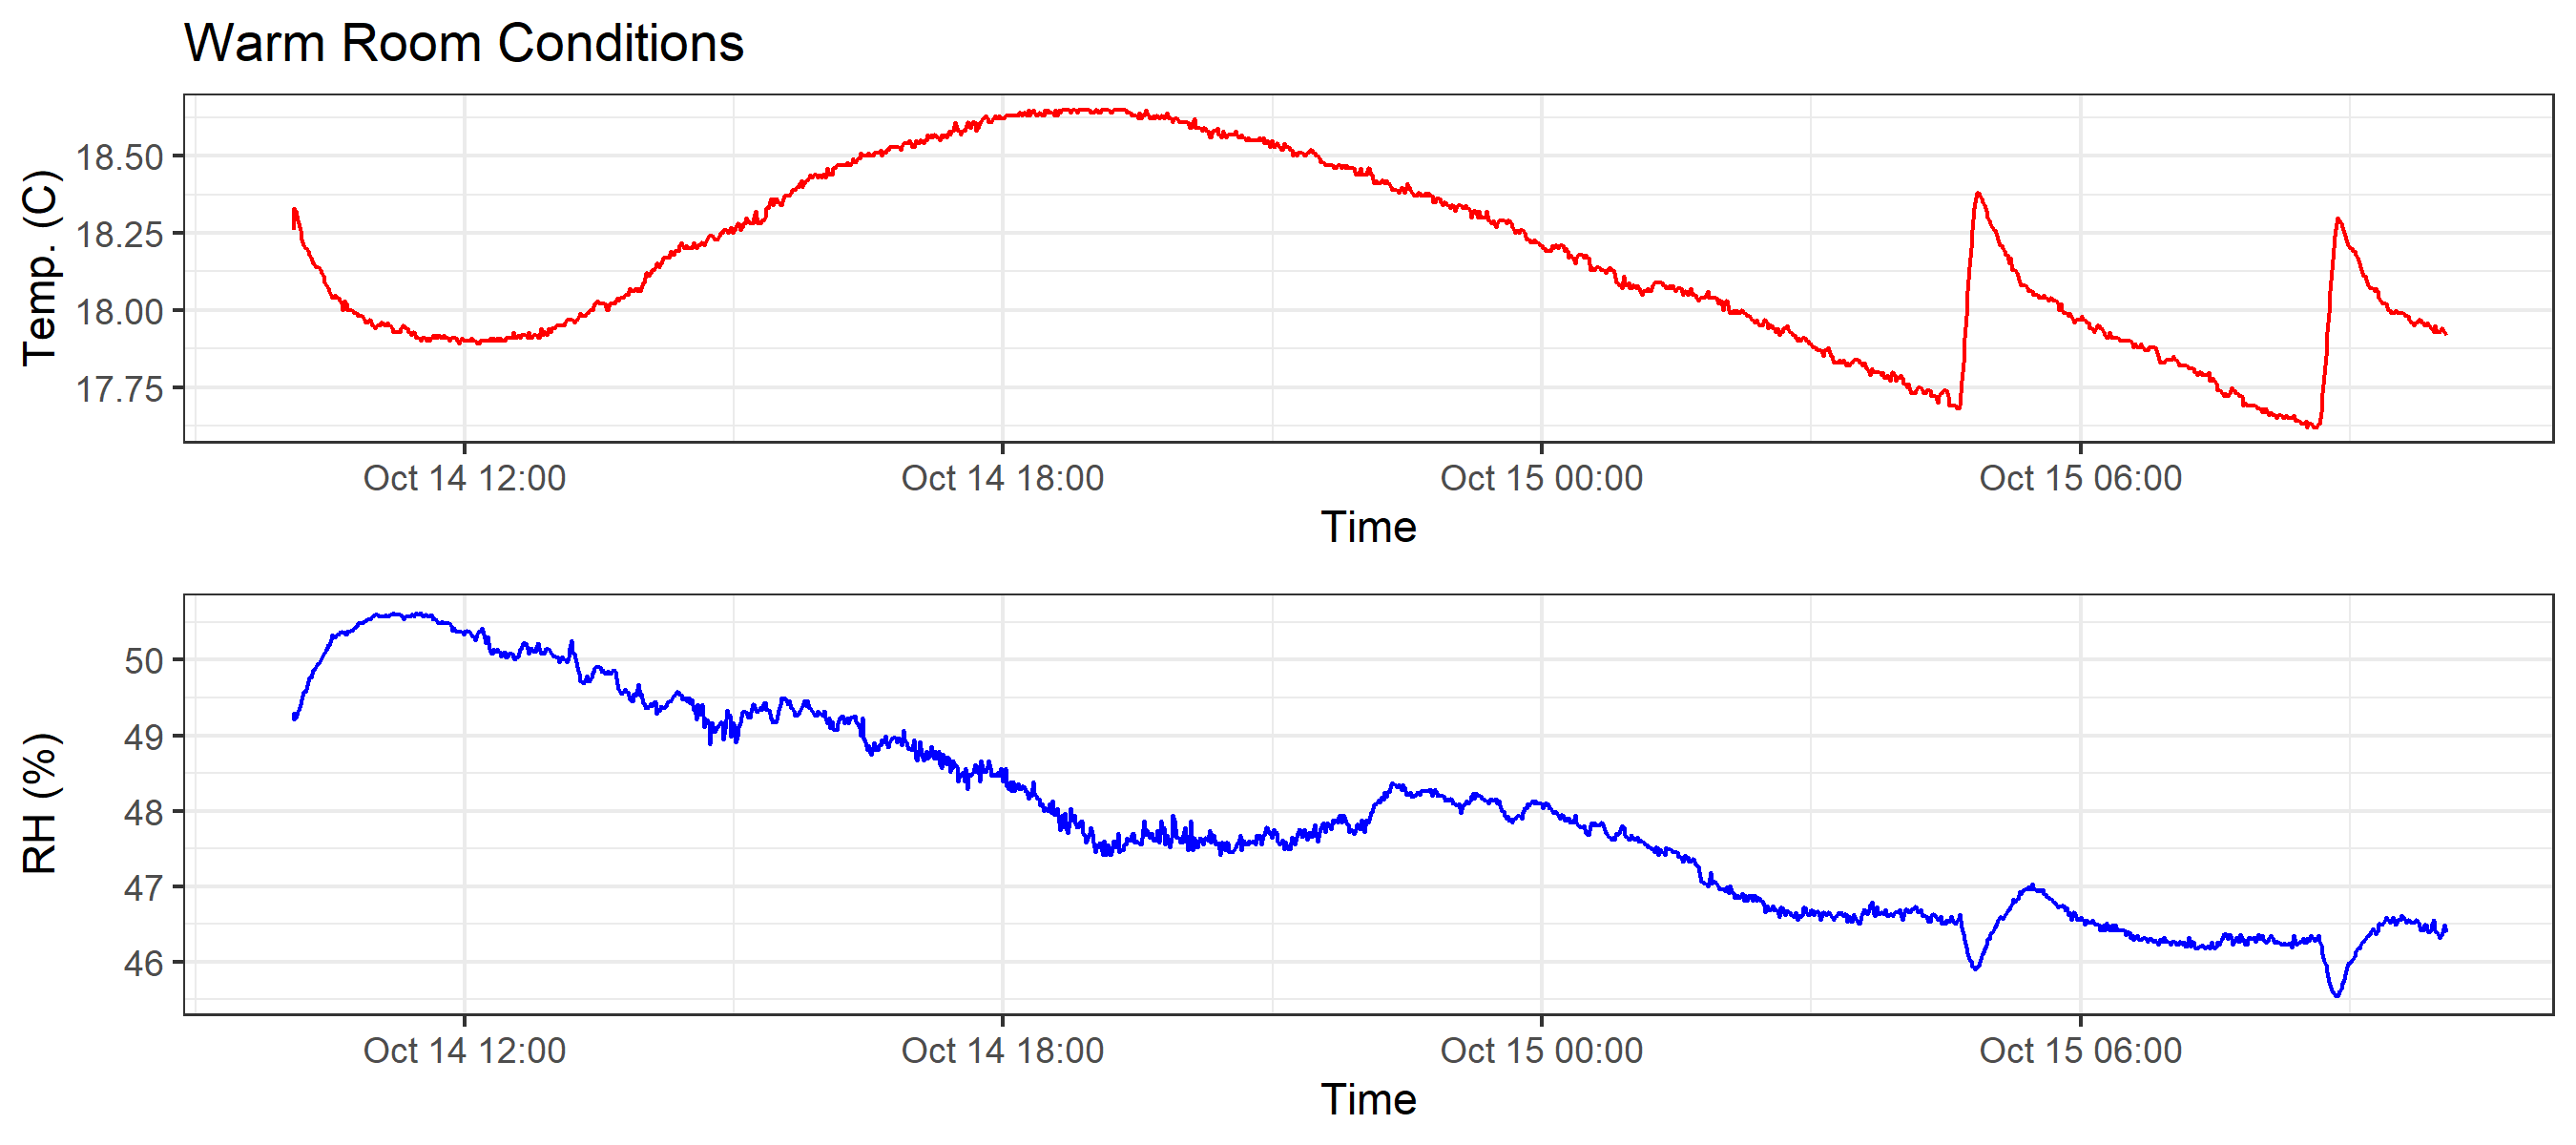 Warm Room Conditions
Temp. (C)
18.50
18.25
18.00
17.75
Oct 14 12:00 Oct 14 18:00 Oct 15 00:00 Oct 15 06:00
Time
RH (%)
50
49
48
47
46
Oct 14 12:00 Oct 14 18:00 Oct 15 00:00 Oct 15 06:00
Time